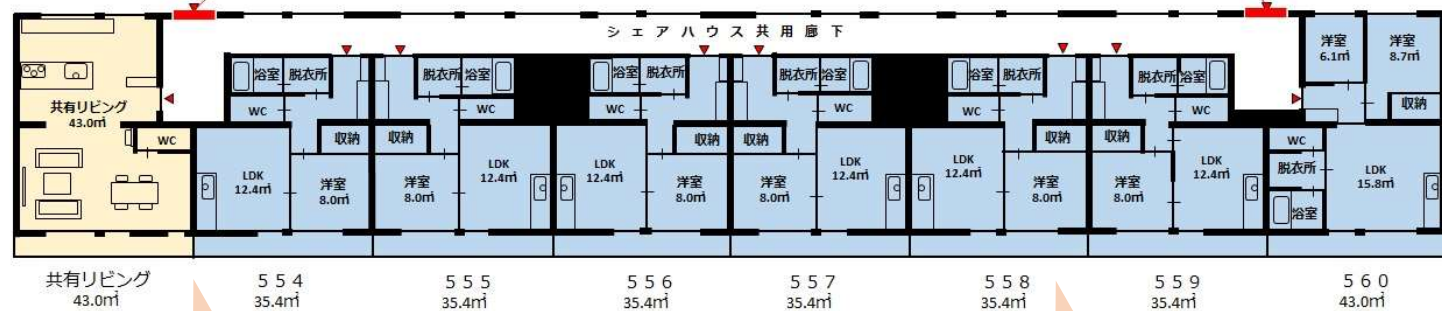 シェアハウス共用廊下
共有リビング
43.0㎡
WC
浴室
脱衣所
WC
収納
LDK
12.4㎡
洋室
8.0㎡
脱衣所
浴室
WC
収納
洋室
8.0㎡
LDK
12.4㎡
浴室
脱衣所
WC
収納
LDK
12.4㎡
洋室
8.0㎡
脱衣所
浴室
WC
収納
洋室
8.0㎡
LDK
12.4㎡
浴室
脱衣所
WC
収納
LDK
12.4㎡
洋室
8.0㎡
脱衣所
浴室
WC
収納
洋室
8.0㎡
LDK
12.4㎡
洋室
6.1㎡
洋室
8.7㎡
収納
WC
脱衣所
浴室
LDK
15.8㎡
共有リビング
43.0㎡
554
35.4㎡
555
35.4㎡
556
35.4㎡
557
35.4㎡
558
35.4㎡
559
35.4㎡
560
43.0㎡